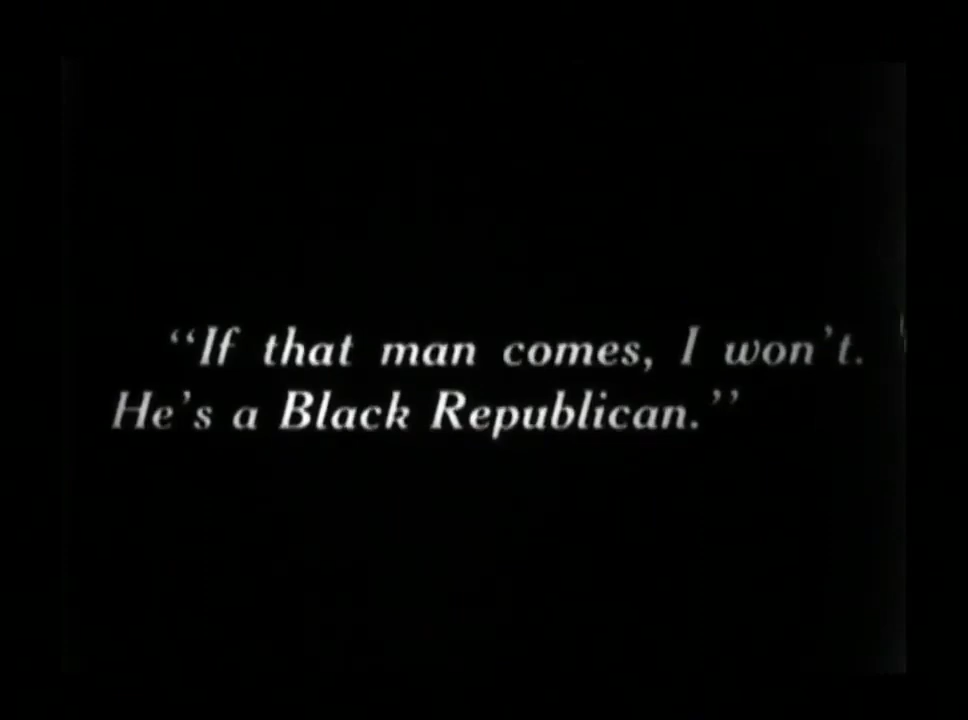 “If that man comes, I won’t.
He’s a Black Republican.”